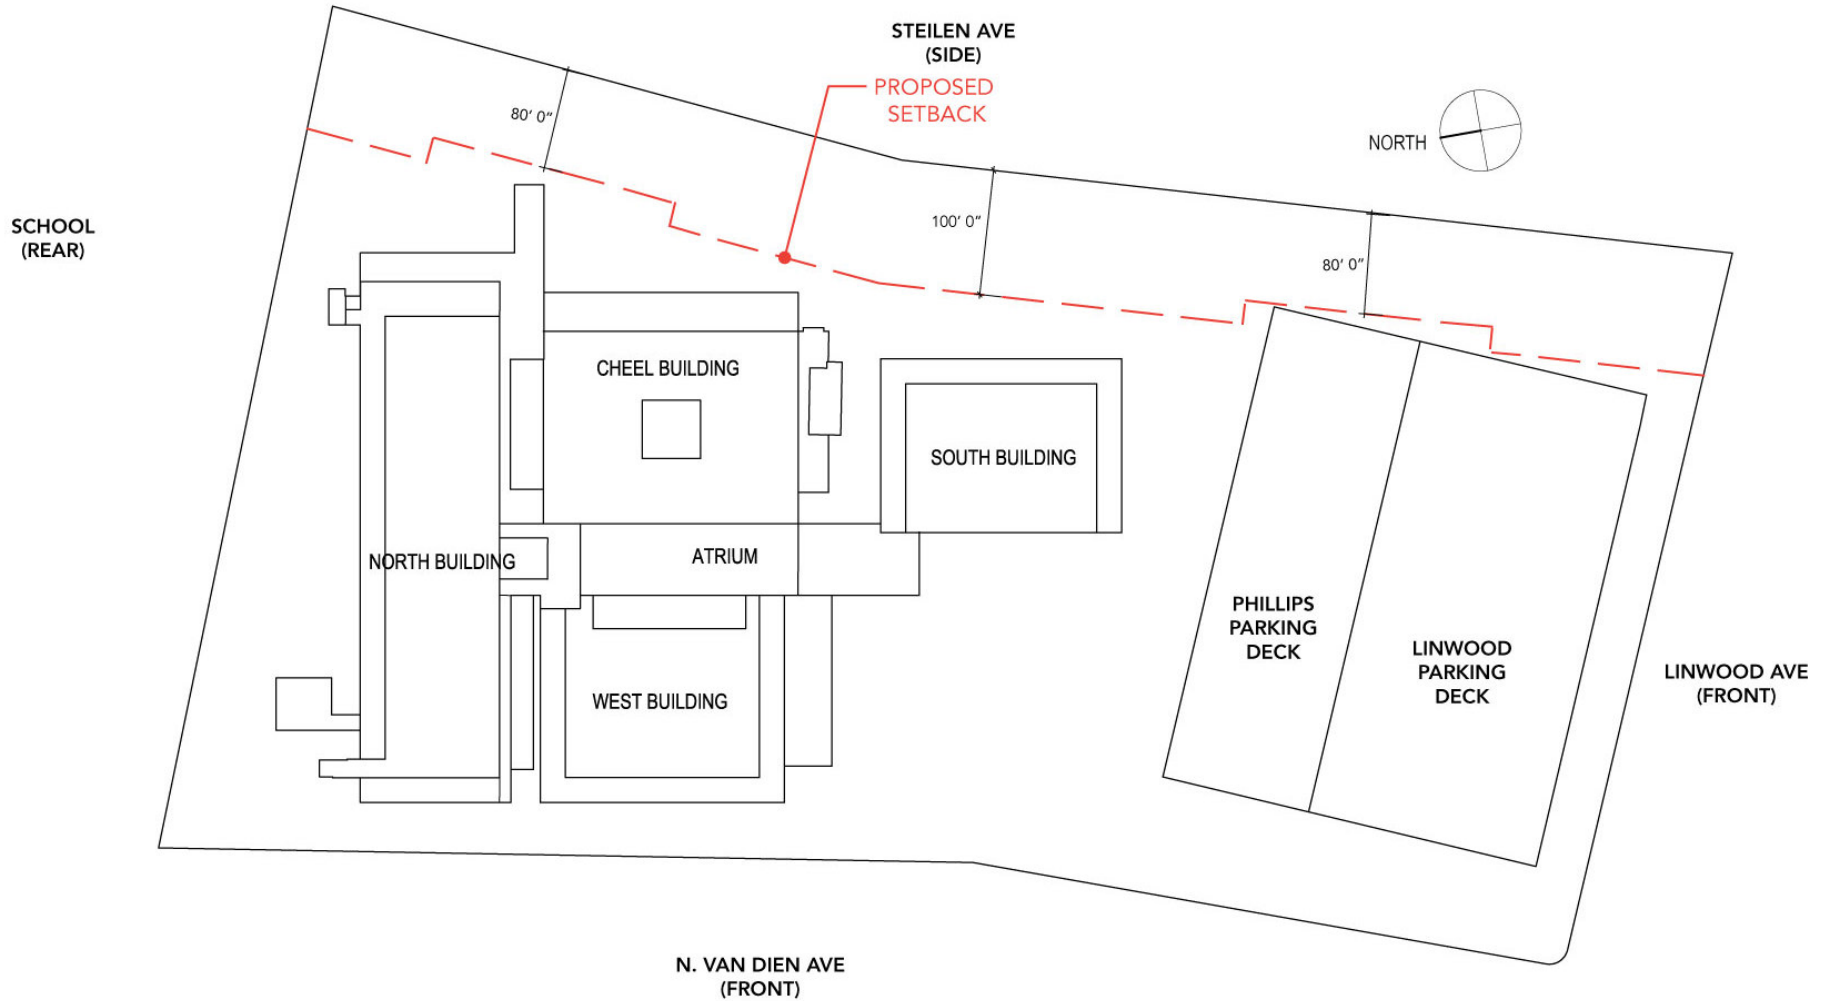 STEILEN AVE
(SIDE)
PROPOSED
SETBACK
80' 0"
NORTH
SCHOOL
(REAR)
100' 0"
80' 0"
CHEEL BUILDING
SOUTH BUILDING
NORTH BUILDING
ATRIUM
PHILLIPS
PARKING
DECK
LINWOOD
PARKING
DECK
LINWOOD AVE
(FRONT)
WEST BUILDING
N. VAN DIEN AVE
(FRONT)